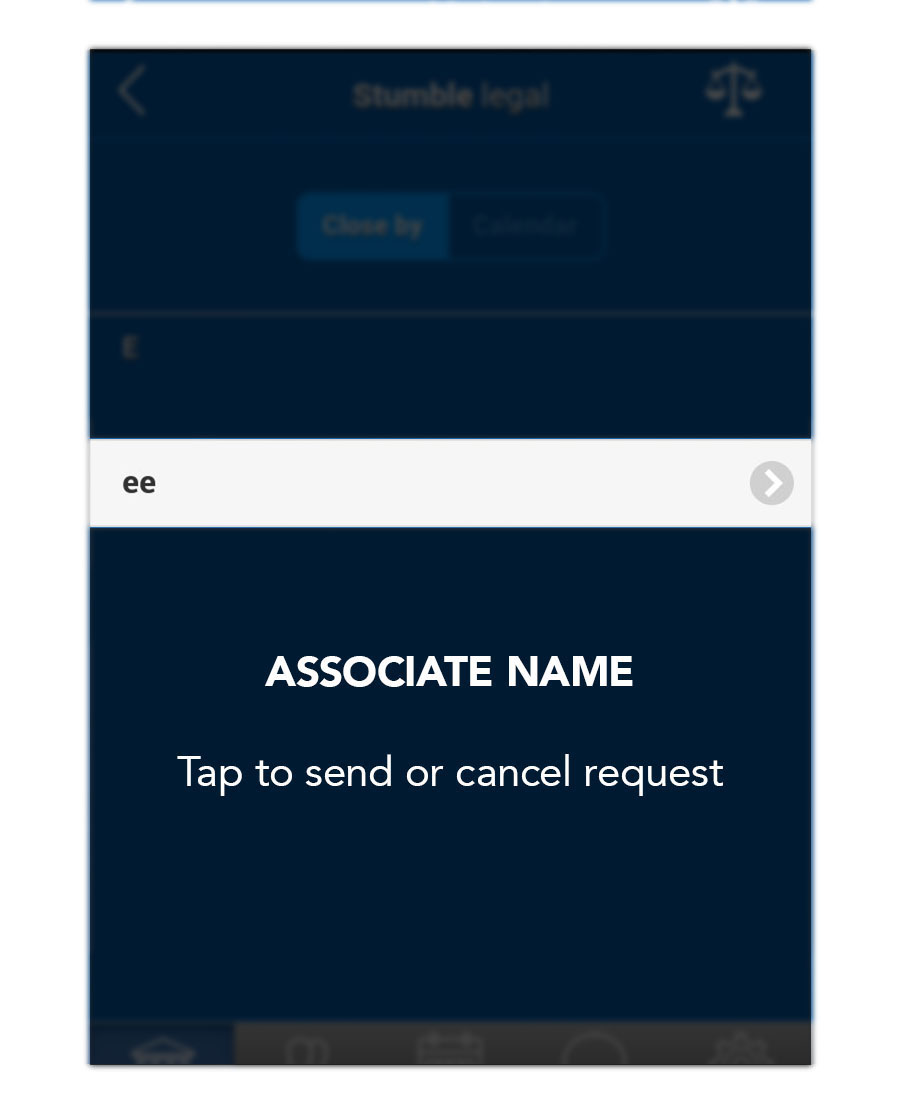 Stumble legal
Close by Calendar
E
ee
ASSOCIATE NAME
Tap to send or cancel request